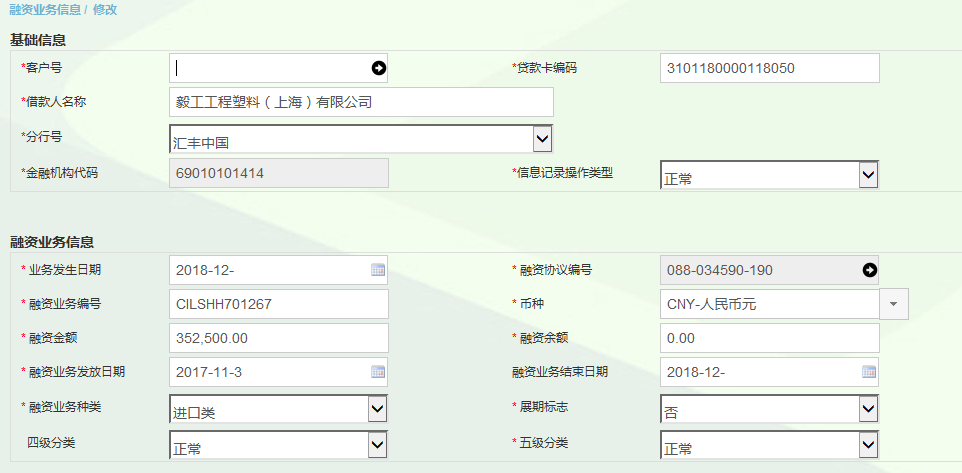 融资业务信息 / 修改
基础信息
*客户号
*贷款卡编码 3101180000118050
*借款人名称 毅工工程塑料（上海）有限公司
*分行号 汇丰中国
*金融机构代码 69010101414 *信息记录操作类型 正常
融资业务信息
* 业务发生日期 2018-12- * 融资协议编号 088-034590-190
* 融资业务编号 CILSHH701267 * 币种 CNY-人民币元
* 融资金额 352,500.00 * 融资余额 0.00
* 融资业务发放日期 2017-11-3 融资业务结束日期 2018-12-
* 融资业务种类 进口类 * 展期标志 否
四级分类 正常 * 五级分类 正常